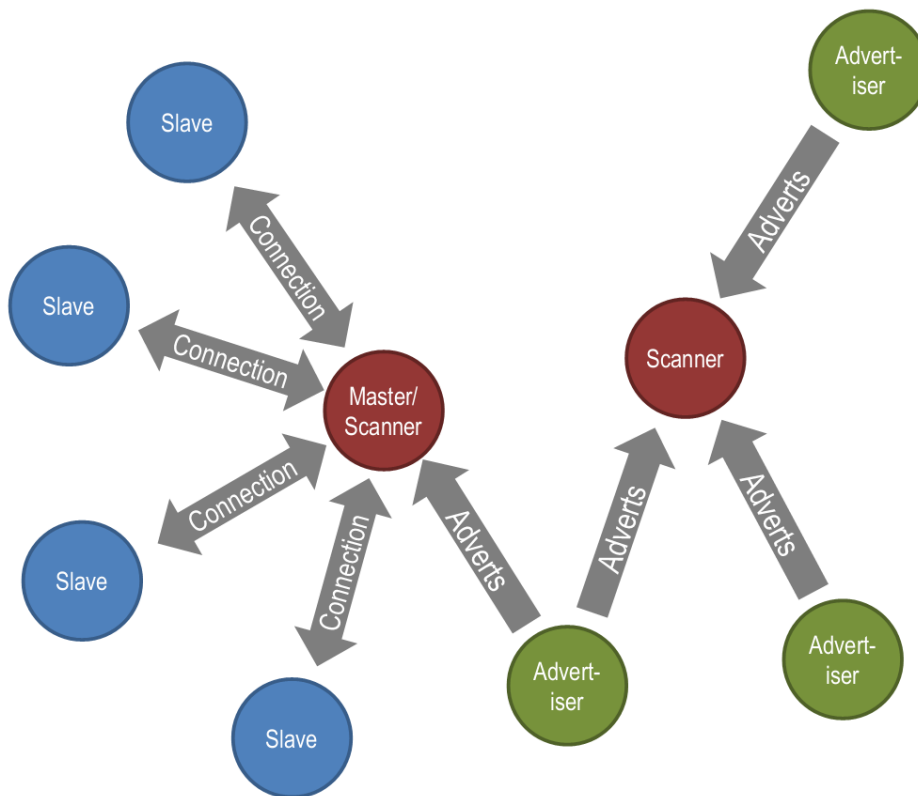 Advert-
iser
Slave
Adverts
Connection
Slave
Connection
Scanner
Master/
Scanner
Connection
Adverts
Adverts
Adverts
Connection
Slave
Advert-
iser
Advert-
iser
Slave